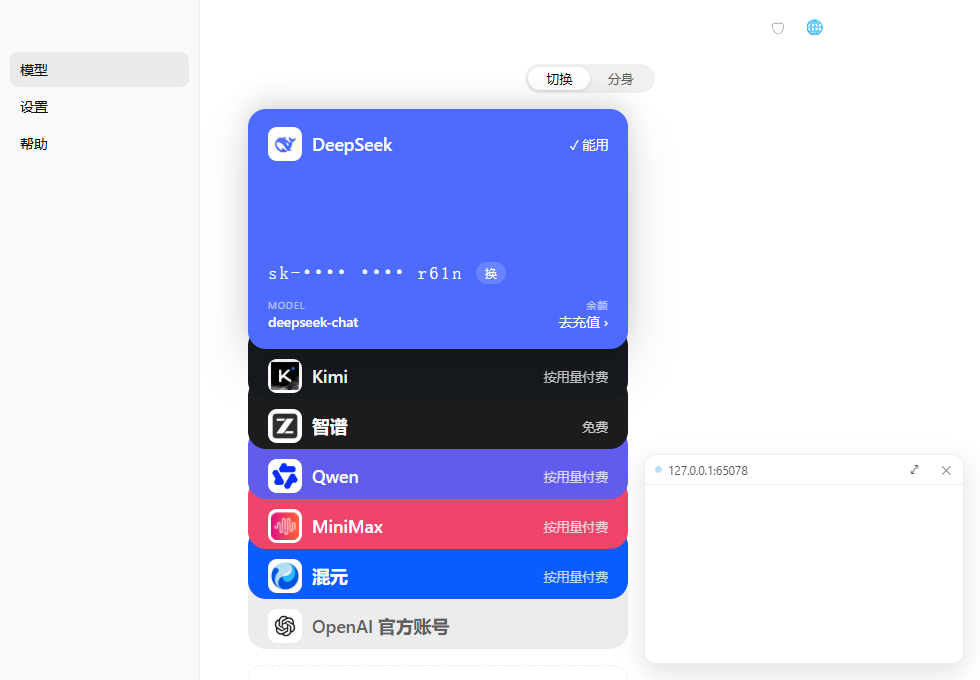 模型
设置
帮助
切换 分身
DeepSeek ✓ 能用
sk-•••• •••• r61n 换
MODEL 余额
deepseek-chat 去充值 ›
Kimi 按用量付费
智谱 免费
Qwen 按用量付费
MiniMax 按用量付费
混元 按用量付费
OpenAI 官方账号
127.0.0.1:65078